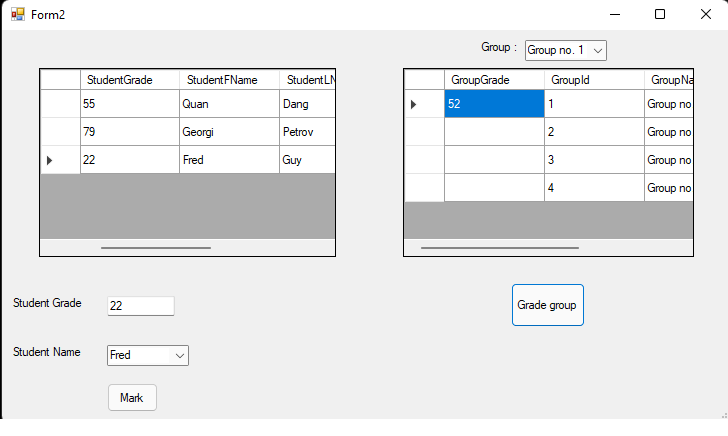 Form2
Group : Group no. 1
StudentGrade StudentFName StudentLN
55 Quan Dang
79 Georgi Petrov
22 Fred Guy
GroupGrade GroupId GroupNa
52 1 Group no
2 Group no
3 Group no
4 Group no
Student Grade 22
Grade group
Student Name Fred
Mark